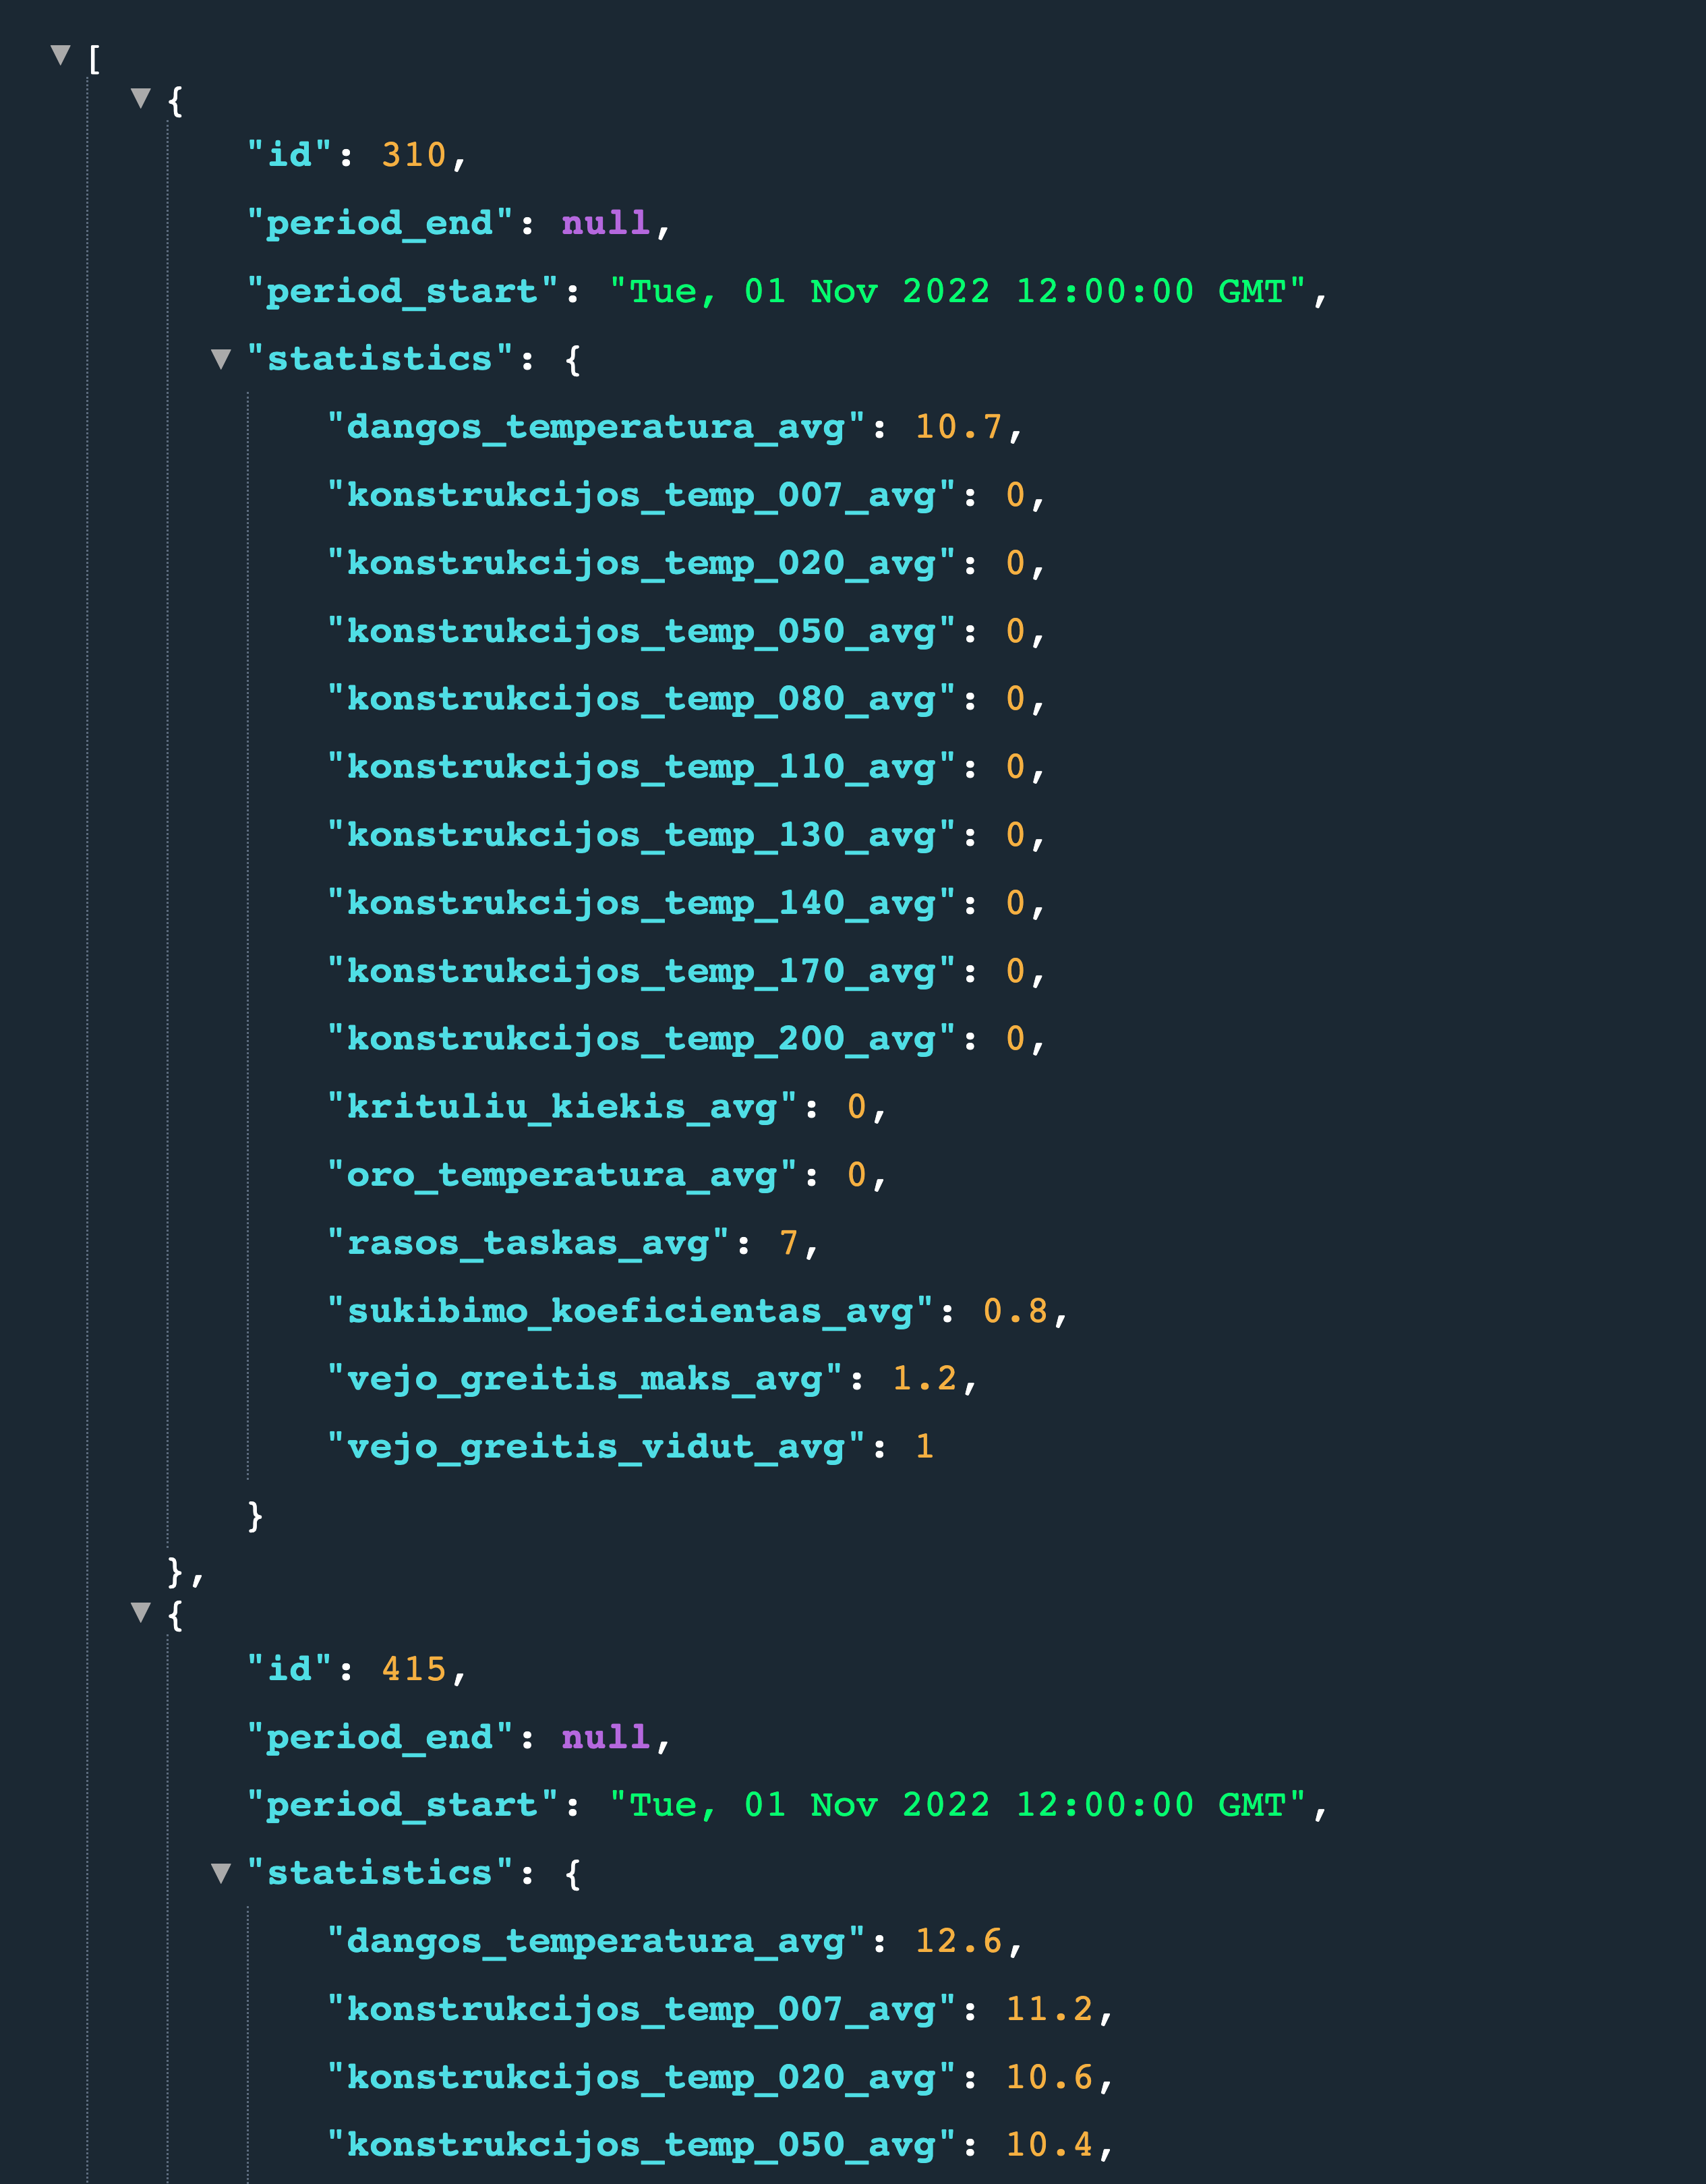 [
{
"id": 310,
"period_end": null,
"period_start": "Tue, 01 Nov 2022 12:00:00 GMT",
"statistics": {
"dangos_temperatura_avg": 10.7,
"konstrukcijos_temp_007_avg": 0,
"konstrukcijos_temp_020_avg": 0,
"konstrukcijos_temp_050_avg": 0,
"konstrukcijos_temp_080_avg": 0,
"konstrukcijos_temp_110_avg": 0,
"konstrukcijos_temp_130_avg": 0,
"konstrukcijos_temp_140_avg": 0,
"konstrukcijos_temp_170_avg": 0,
"konstrukcijos_temp_200_avg": 0,
"krituliu_kiekis_avg": 0,
"oro_temperatura_avg": 0,
"rasos_taskas_avg": 7,
"sukibimo_koeficientas_avg": 0.8,
"vejo_greitis_maks_avg": 1.2,
"vejo_greitis_vidut_avg": 1
}
},
{
"id": 415,
"period_end": null,
"period_start": "Tue, 01 Nov 2022 12:00:00 GMT",
"statistics": {
"dangos_temperatura_avg": 12.6,
"konstrukcijos_temp_007_avg": 11.2,
"konstrukcijos_temp_020_avg": 10.6,
"konstrukcijos_temp_050_avg": 10.4,